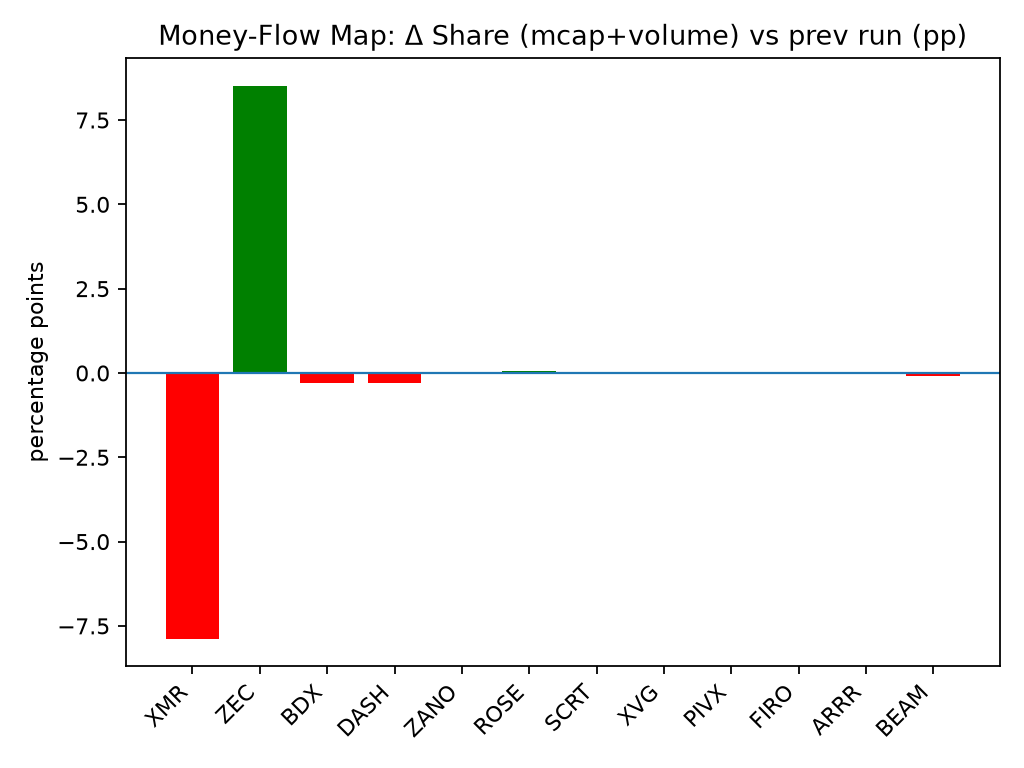 Money-Flow Map: Δ Share (mcap+volume) vs prev run (pp)
percentage points
7.5
5.0
2.5
0.0
−2.5
−5.0
−7.5
XMR
ZEC
BDX
DASH
ZANO
ROSE
SCRT
XVG
PIVX
FIRO
ARRR
BEAM